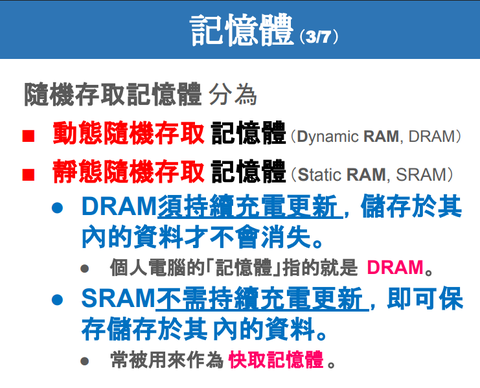 記憶體(3/7)
隨機存取記憶體 分為
■ 動態隨機存取 記憶體(Dynamic RAM, DRAM)
■ 靜態隨機存取 記憶體(Static RAM, SRAM)
● DRAM須持續充電更新，儲存於其
內的資料才不會消失。
● 個人電腦的「記憶體」指的就是 DRAM。
● SRAM不需持續充電更新，即可保
存儲存於其內的資料。
● 常被用來作為 快取記憶體。